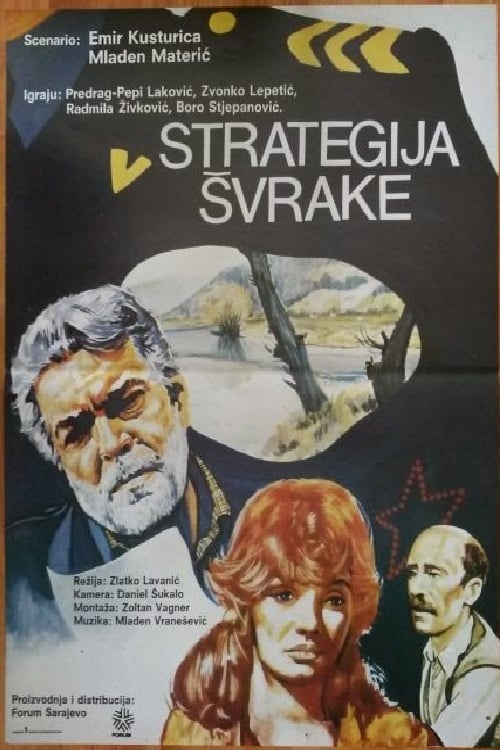 Scenario: Emir Kusturica
Mladen Materić
Igraju: Predrag-Pepi Laković, Zvonko Lepetić,
Radmila Živković, Boro Stjepanović.
STRATEGIJA
ŠVRAKE
Režija: Zlatko Lavanić
Kamera: Daniel Šukalo
Montaža: Zoltan Vagner
Muzika: Mladen Vranešević
Proizvodnja i distribucija:
Forum Sarajevo
FORUM